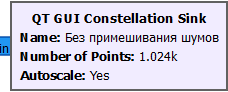 QT GUI Constellation Sink
in
Name: Без примешивания шумов
Number of Points: 1.024k
Autoscale: Yes